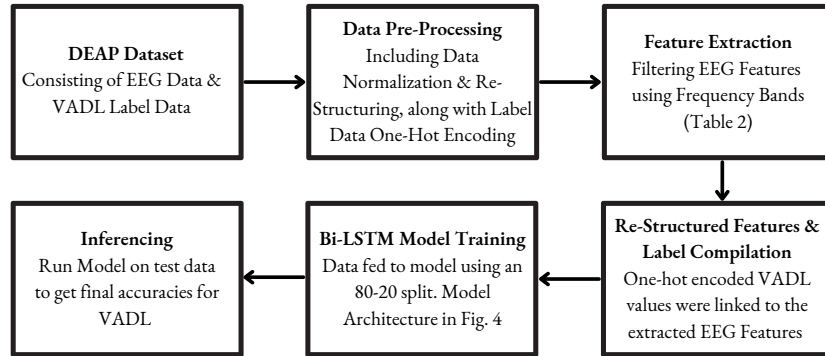 DEAP Dataset
Consisting of EEG Data &
VADL Label Data
Data Pre-Processing
Including Data
Normalization & Re-
Structuring, along with Label
Data One-Hot Encoding
Feature Extraction
Filtering EEG Features
using Frequency Bands
(Table 2)
Re-Structured Features &
Label Compilation
One-hot encoded VADL
values were linked to the
extracted EEG Features
Bi-LSTM Model Training
Data fed to model using an
80-20 split. Model
Architecture in Fig. 4
Inferencing
Run Model on test data
to get final accuracies for
VADL